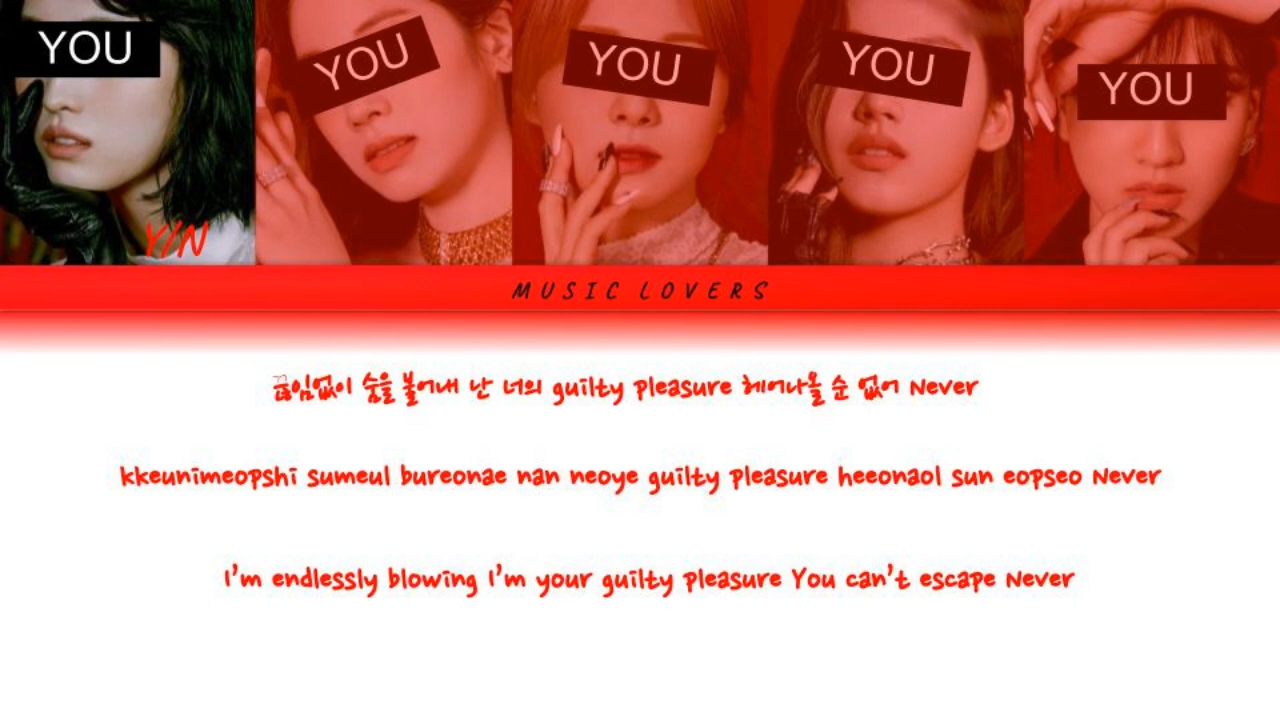 YOU YOU YOU YOU YOU
Y/N
MUSIC LOVERS
끊임없이 숨을 불어내 난 너의 guilty pleasure 헤어나올 순 없어 Never
kkeunimeopshi sumeul bureonae nan neoye guilty pleasure heeonaol sun eopseo Never
I'm endlessly blowing I'm your guilty pleasure You can't escape Never